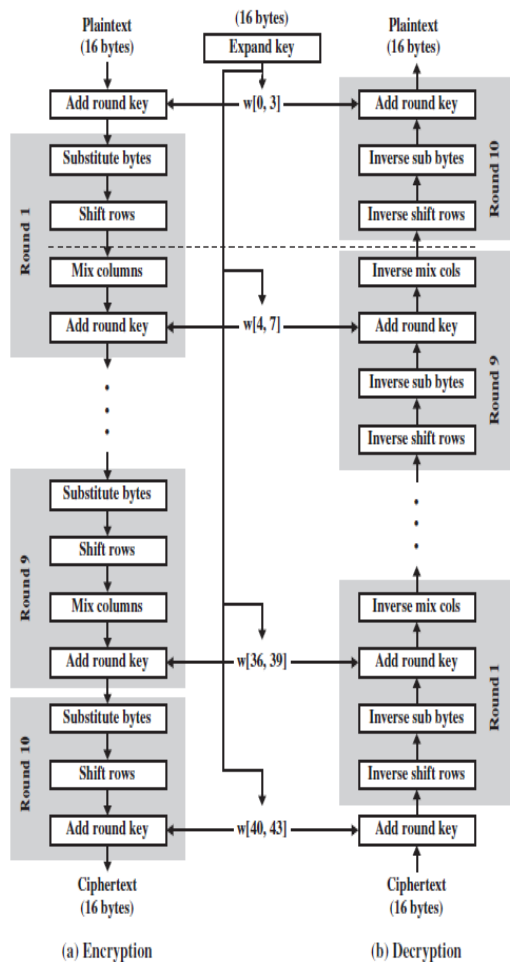 Plaintext
(16 bytes)
Add round key
Substitute bytes
Shift rows
Mix columns
Add round key
Round 1
Substitute bytes
Shift rows
Mix columns
Add round key
Round 9
Substitute bytes
Shift rows
Add round key
Round 10
Ciphertext
(16 bytes)
(a) Encryption
(16 bytes)
Expand key
w[0, 3]
w[4, 7]
w[36, 39]
w[40, 43]
Plaintext
(16 bytes)
Add round key
Inverse sub bytes
Inverse shift rows
Round 10
Inverse mix cols
Add round key
Inverse sub bytes
Inverse shift rows
Round 9
Inverse mix cols
Add round key
Inverse sub bytes
Inverse shift rows
Round 1
Add round key
Ciphertext
(16 bytes)
(b) Decryption